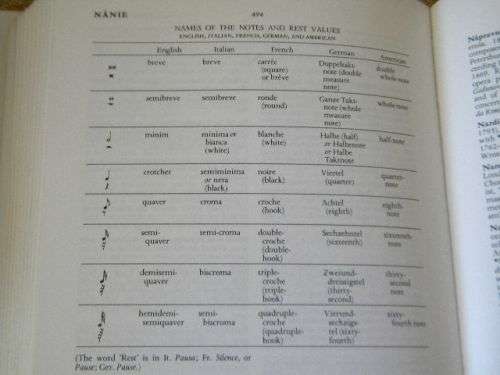 NÄNIE 494
NAMES OF THE NOTES AND REST VALUES
ENGLISH, ITALIAN, FRENCH, GERMAN, AND AMERICAN
English Italian French German American
breve breve carrée Doppeltakt- double
(square) note (double whole-note
or brève measure
note)
semibreve semibreve ronde Ganze Takt- whole-note
(round) note (whole
measure
note)
minim minima or blanche Halbe (half) half-note
bianca (white) or Halbenote
(white) or Halbe
Taktnote
crotchet semiminima noire Viertel quarter-
or nera (black) (quarter) note
(black)
quaver croma croche Achtel eighth-
(hook) (eighth) note
semi- semi-croma double- Sechzehntel sixteenth-
quaver croche (sixteenth) note
(double-
hook)
demisemi- biscroma triple- Zweiund- thirty-
quaver croche dreissigstel second
(triple- (thirty- note
hook) second)
hemidemi- semi- quadruple- Vierund- sixty-
semiquaver biscroma croche sechzigs- fourth note
(quadruple- tel (sixty-
hook) fourth)
(The word 'Rest' is in It. Pausa; Fr. Silence, or
Pause; Ger. Pause.)